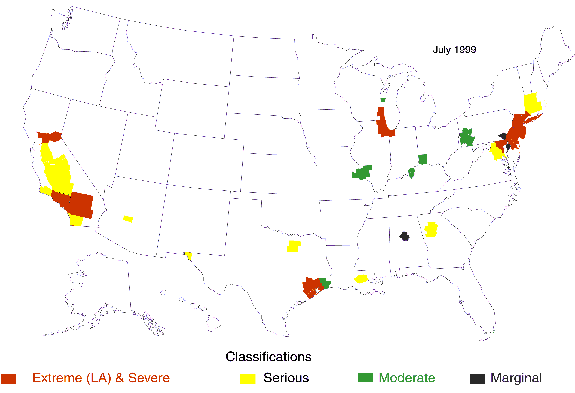 July 1999
Classifications
Extreme (LA) & Severe
Serious
Moderate
Marginal